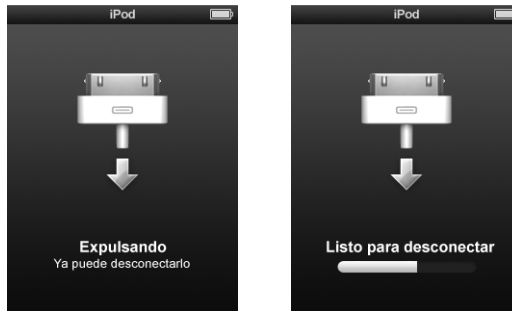 iPod
Expulsando
Ya puede desconectarlo
iPod
Listo para desconectar